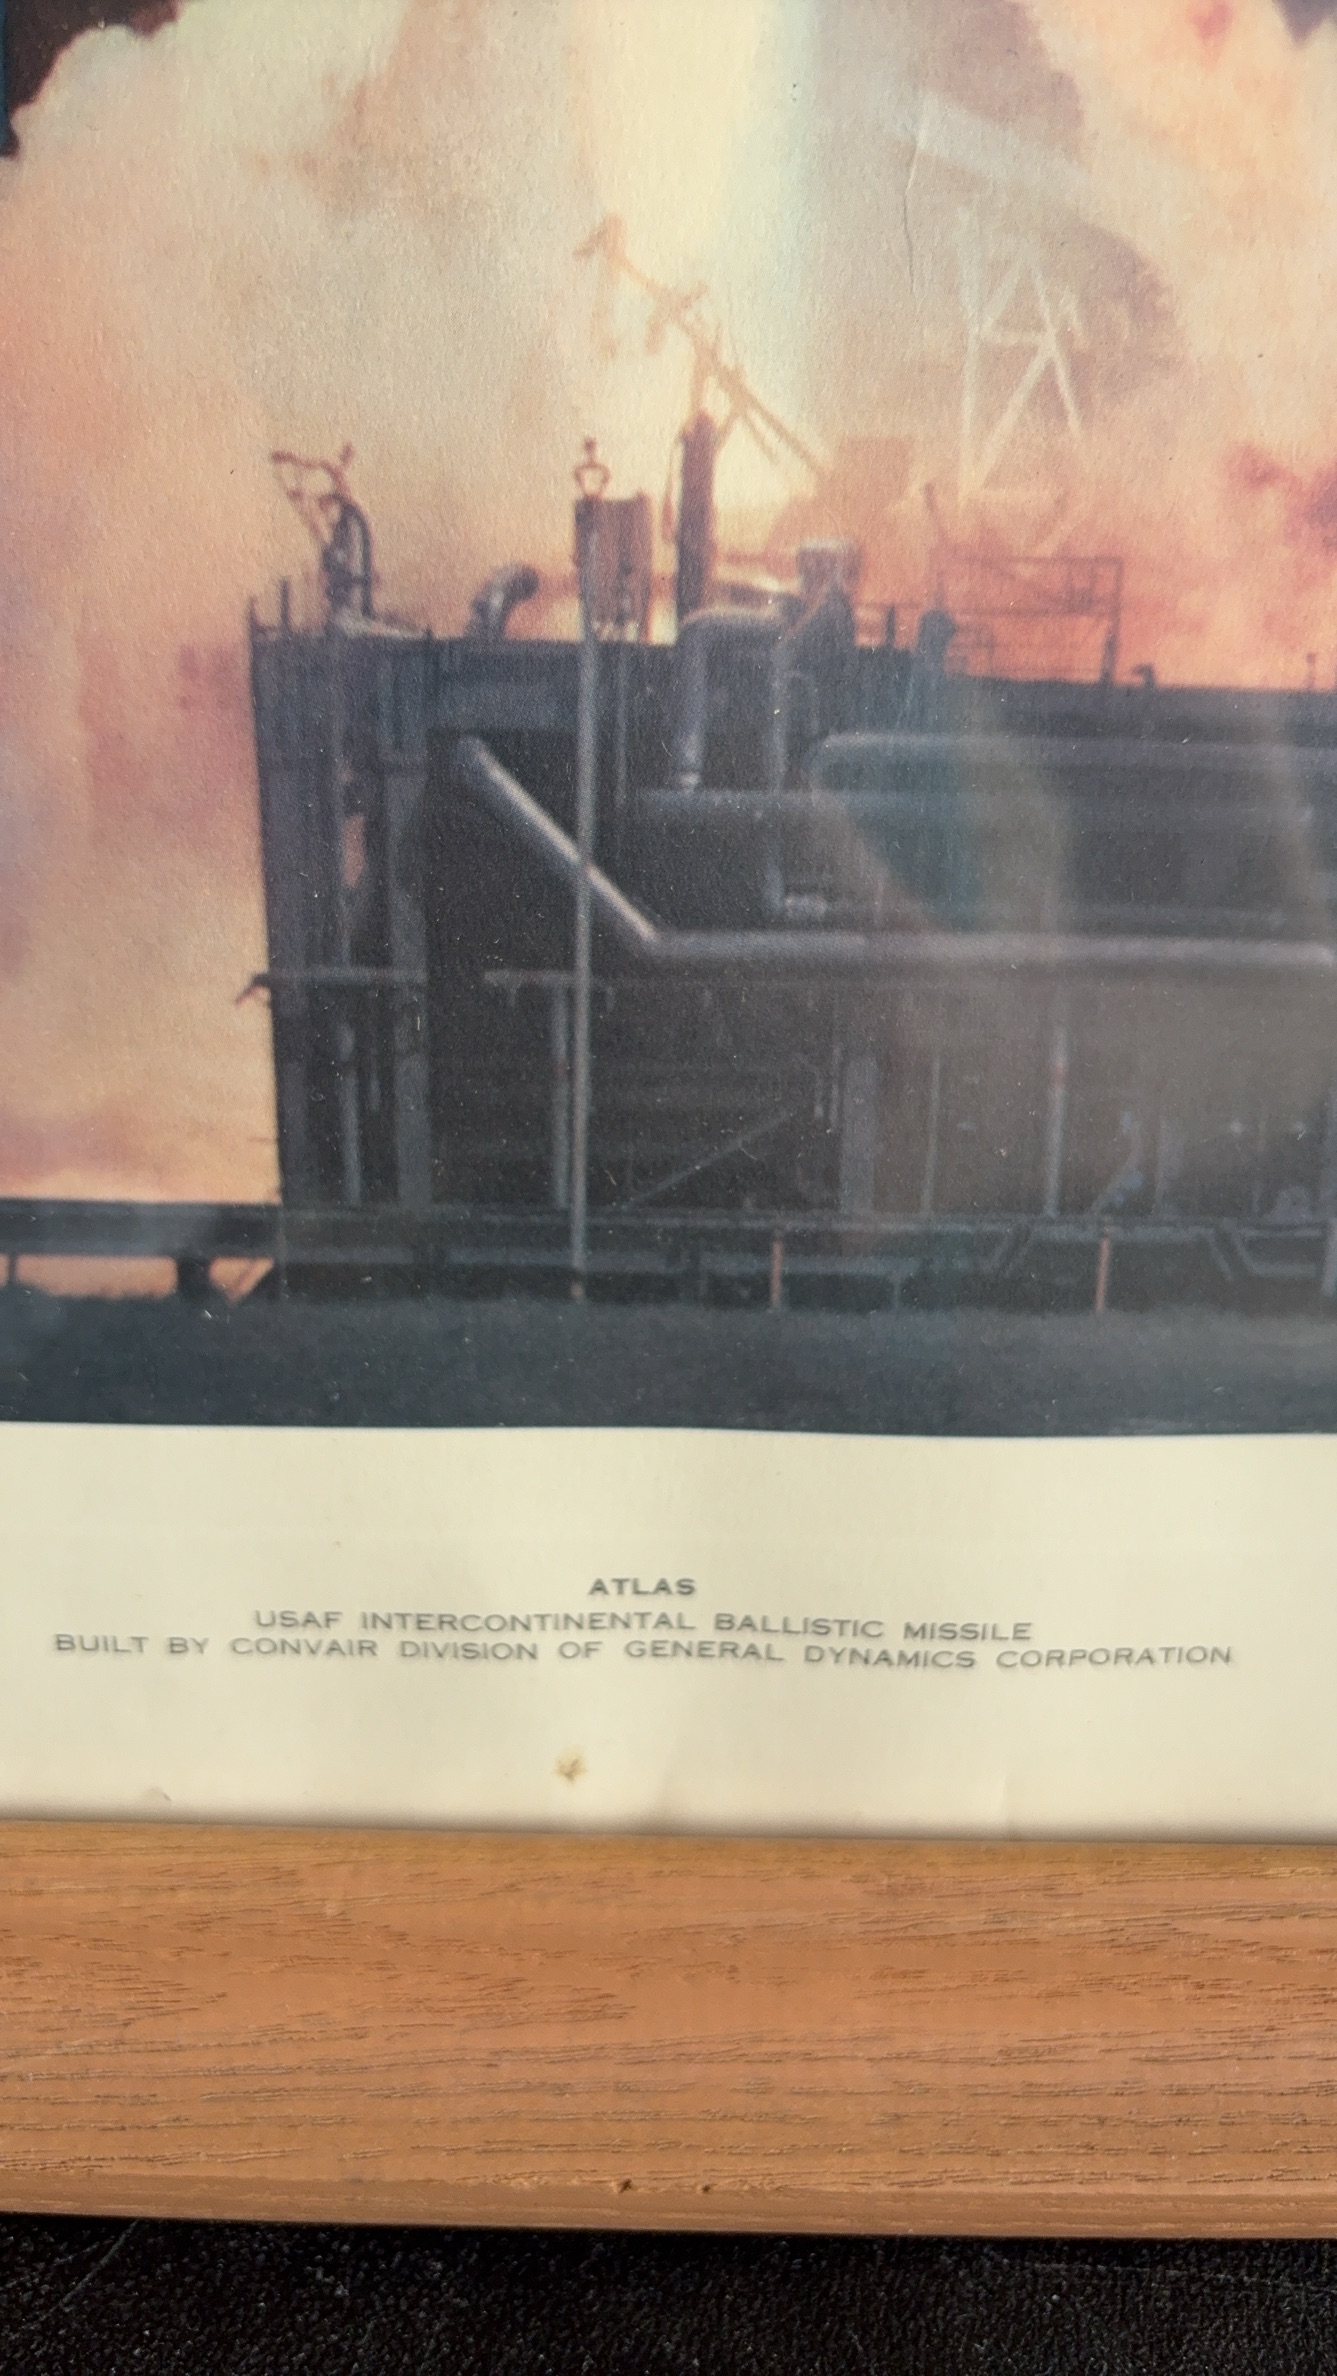 ATLAS
USAF INTERCONTINENTAL BALLISTIC MISSILE
BUILT BY CONVAIR DIVISION OF GENERAL DYNAMICS CORPORATION